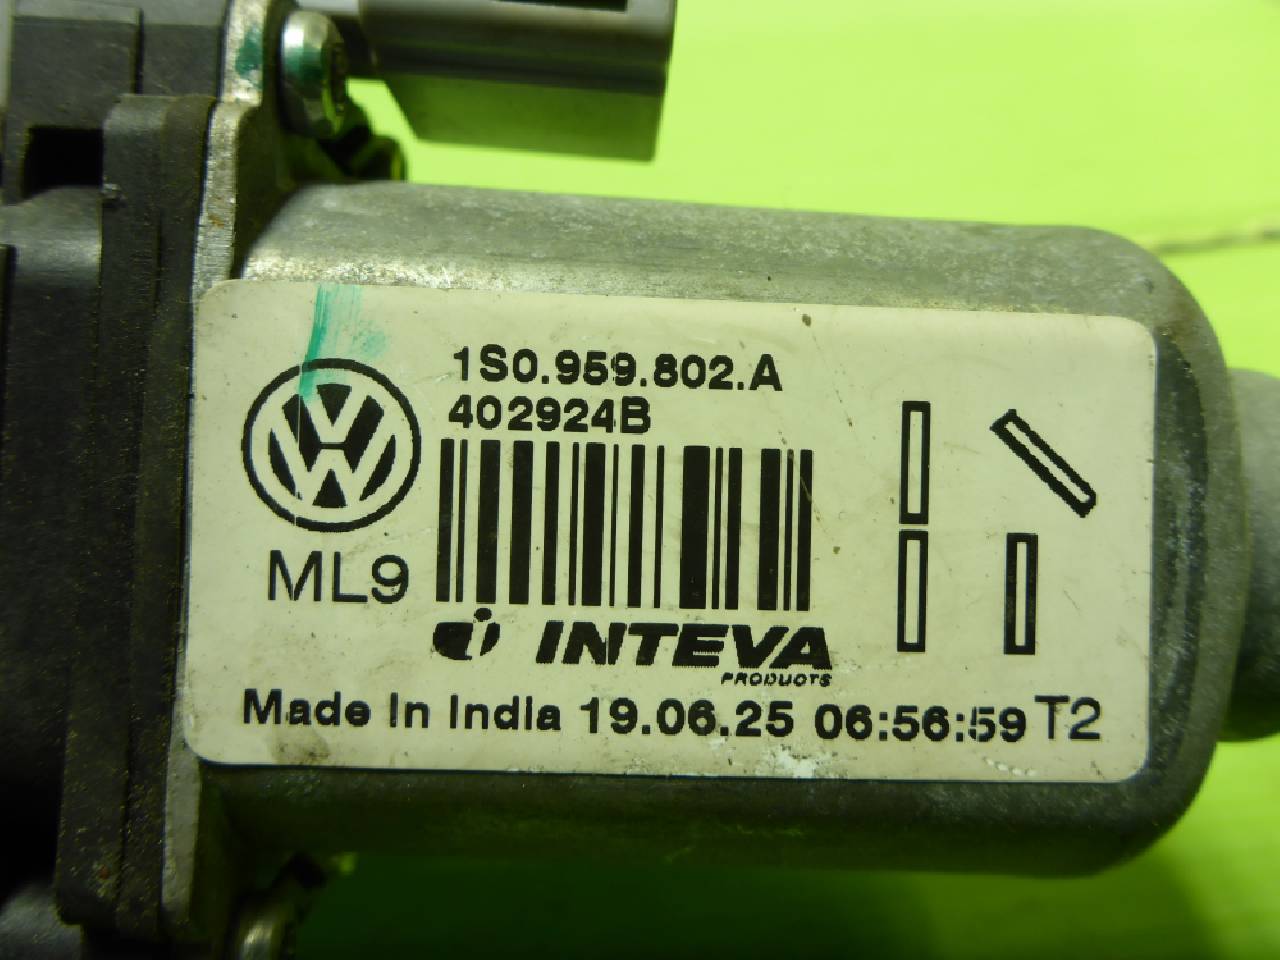 1S0.959.802.A
402924B
ML9
INTEVA
PRODUCTS
Made In India 19.06.25 06:56:59 T2